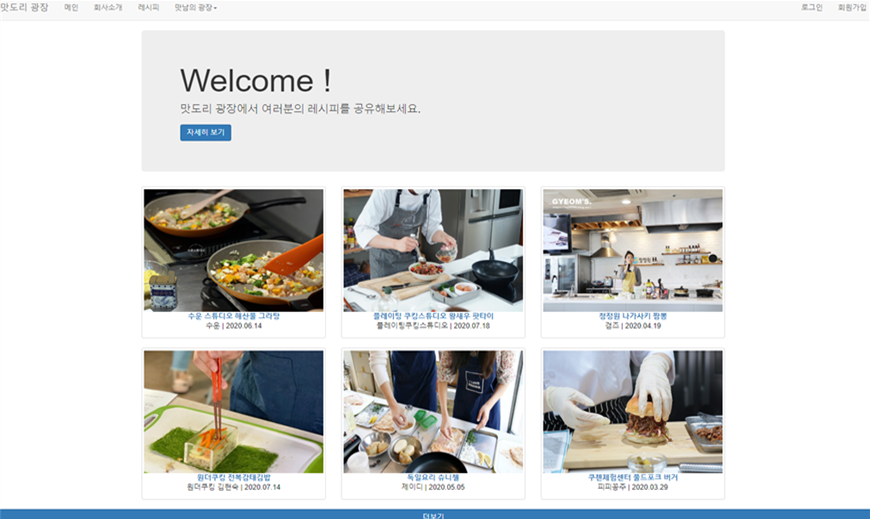 맛도리 광장 메인 회사소개 레시피 맛남의 광장 로그인 회원가입
Welcome !
맛도리 광장에서 여러분의 레시피를 공유해보세요.
자세히 보기
GYEOM'S.
수운 스튜디오 해산물 그라탕
수운 | 2020.06.14
플레이팅 쿠킹스튜디오 왕새우 팟타이
플레이팅쿠킹스튜디오 | 2020.07.18
청정원 나가사키 짬뽕
겸즈 | 2020.04.19
원더쿠킹 전복감태김밥
원더쿠킹 김현숙 | 2020.07.14
독일요리 슈니첼
제이디 | 2020.05.05
쿠첸체험센터 풀드포크 버거
피피공주 | 2020.03.29
더보기